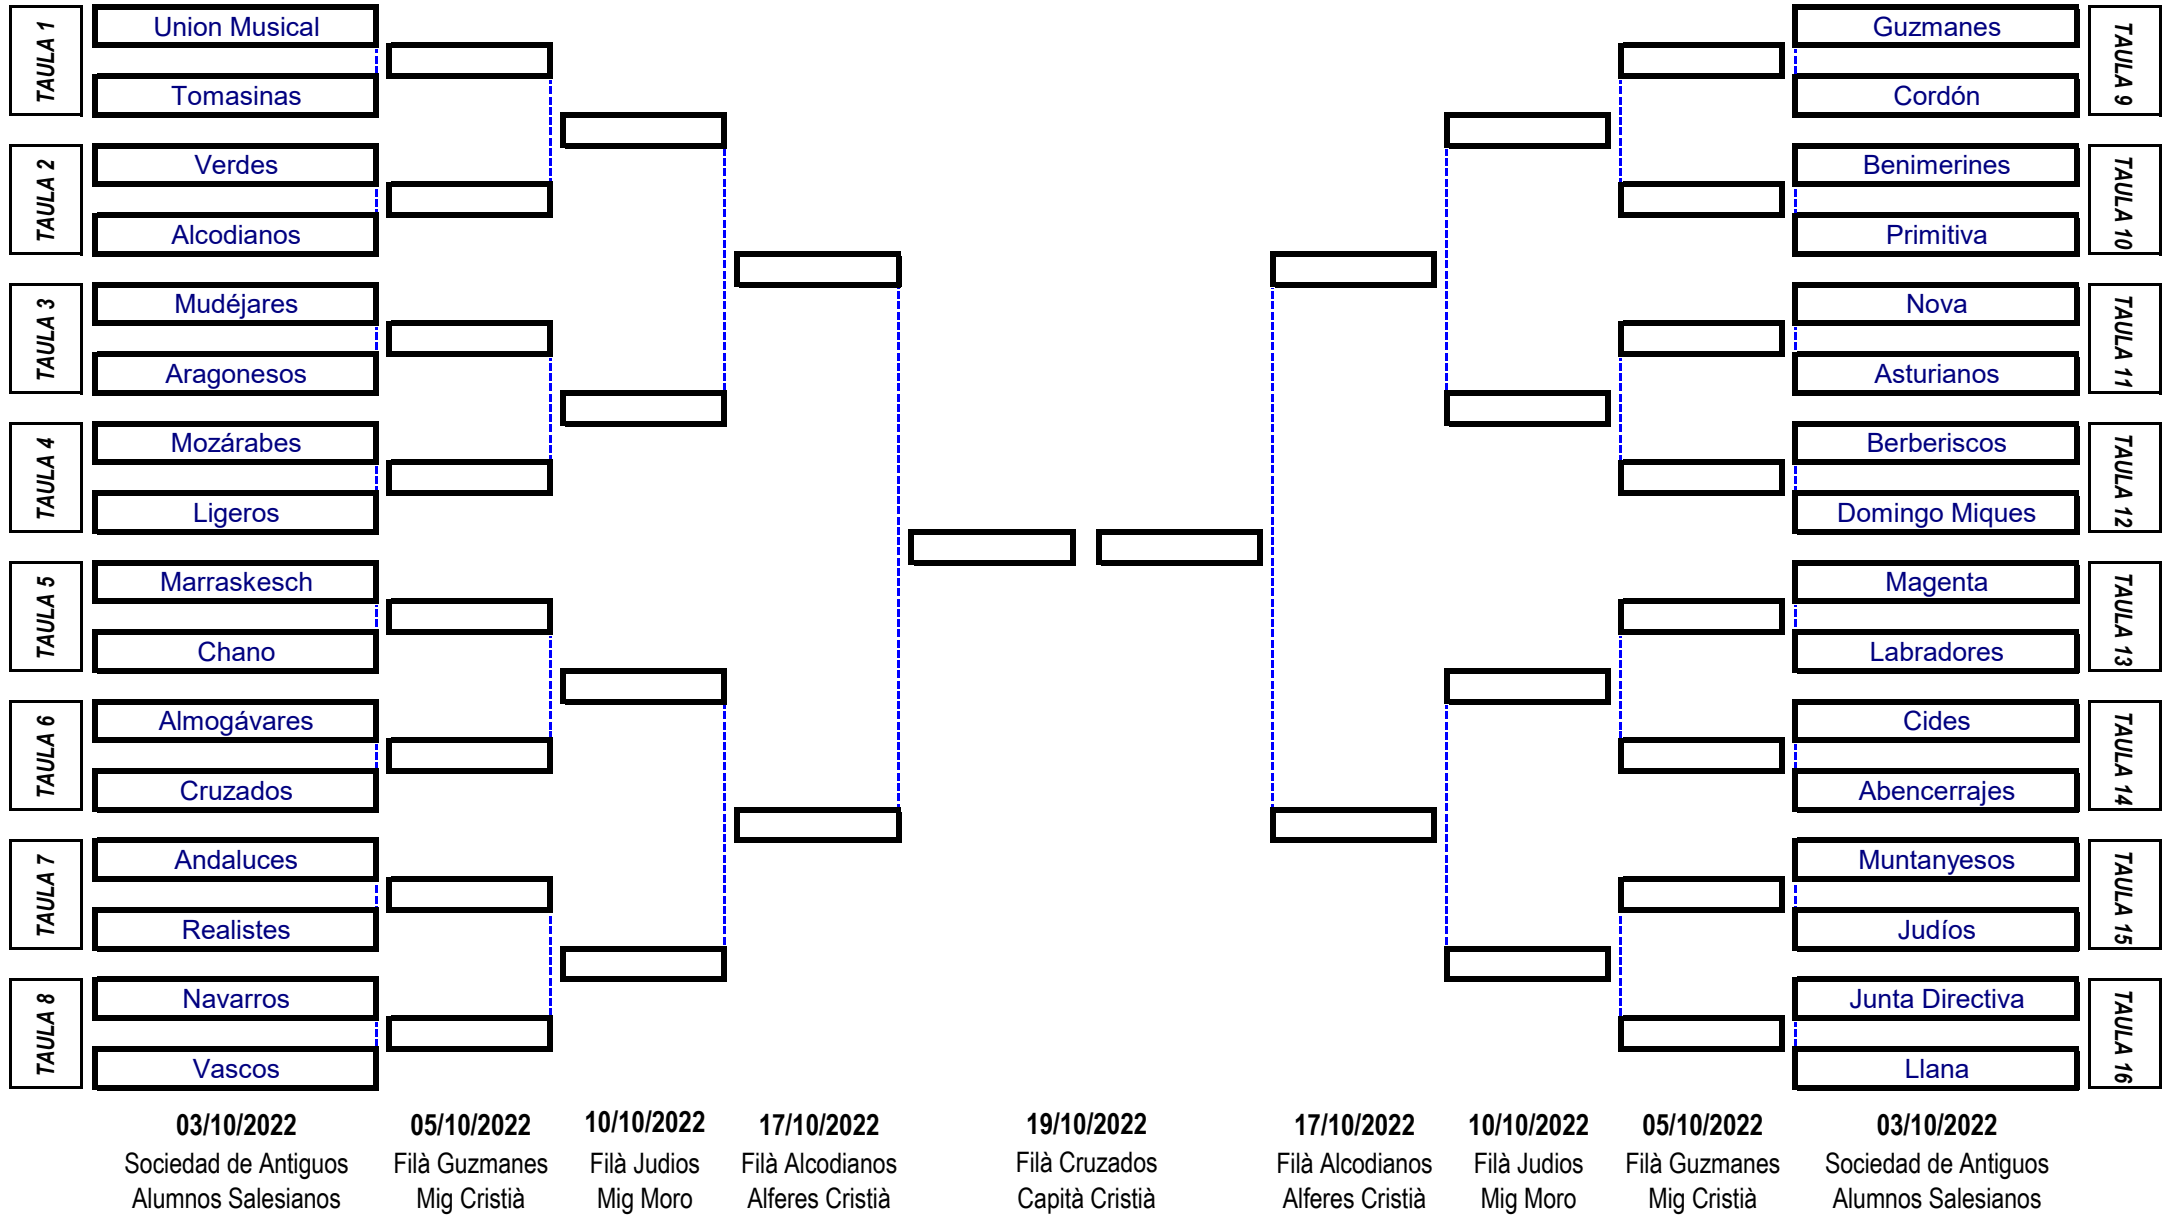 TAULA 1
Union Musical
Tomasinas
TAULA 2
Verdes
Alcodianos
TAULA 3
Mudéjares
Aragonesos
TAULA 4
Mozárabes
Ligeros
TAULA 5
Marraskesch
Chano
TAULA 6
Almogávares
Cruzados
TAULA 7
Andaluces
Realistes
TAULA 8
Navarros
Vascos
Guzmanes
Cordón
TAULA 9
Benimerines
Primitiva
TAULA 10
Nova
Asturianos
TAULA 11
Berberiscos
Domingo Miques
TAULA 12
Magenta
Labradores
TAULA 13
Cides
Abencerrajes
TAULA 14
Muntanyesos
Judíos
TAULA 15
Junta Directiva
Llana
TAULA 16
03/10/2022
Sociedad de Antiguos
Alumnos Salesianos
05/10/2022
Filà Guzmanes
Mig Cristià
10/10/2022
Filà Judios
Mig Moro
17/10/2022
Filà Alcodianos
Alferes Cristià
19/10/2022
Filà Cruzados
Capità Cristià
17/10/2022
Filà Alcodianos
Alferes Cristià
10/10/2022
Filà Judios
Mig Moro
05/10/2022
Filà Guzmanes
Mig Cristià
03/10/2022
Sociedad de Antiguos
Alumnos Salesianos